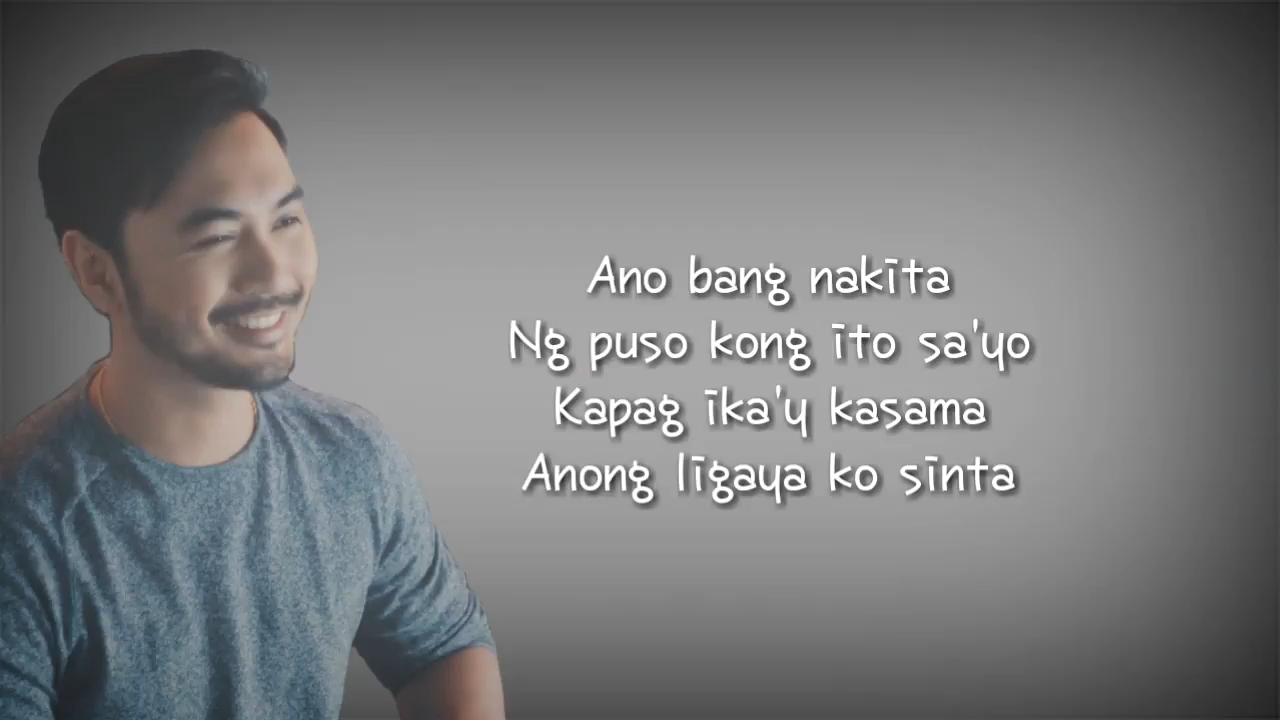 Ano bang nakita
Ng puso kong ito sa'yo
Kapag ika'y kasama
Anong ligaya ko sinta